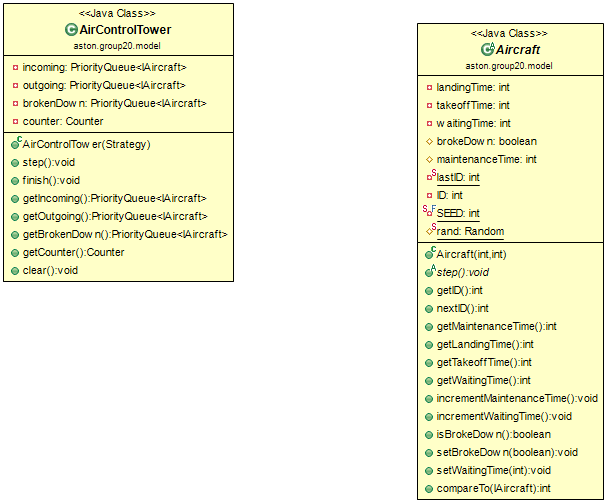 <<Java Class>>
AirControlTower
aston.group20.model
incoming: PriorityQueue<IAircraft>
outgoing: PriorityQueue<IAircraft>
brokenDown: PriorityQueue<IAircraft>
counter: Counter
C AirControlTower(Strategy)
step():void
finish():void
getIncoming():PriorityQueue<IAircraft>
getOutgoing():PriorityQueue<IAircraft>
getBrokenDown():PriorityQueue<IAircraft>
getCounter():Counter
clear():void
<<Java Class>>
A Aircraft
aston.group20.model
landingTime: int
takeoffTime: int
waitingTime: int
brokeDown: boolean
maintenanceTime: int
S lastID: int
ID: int
S F SEED: int
S rand: Random
C Aircraft(int,int)
A step():void
getID():int
nextID():int
getMaintenanceTime():int
getLandingTime():int
getTakeoffTime():int
getWaitingTime():int
incrementMaintenanceTime():void
incrementWaitingTime():void
isBrokeDown():boolean
setBrokeDown(boolean):void
setWaitingTime(int):void
compareTo(IAircraft):int